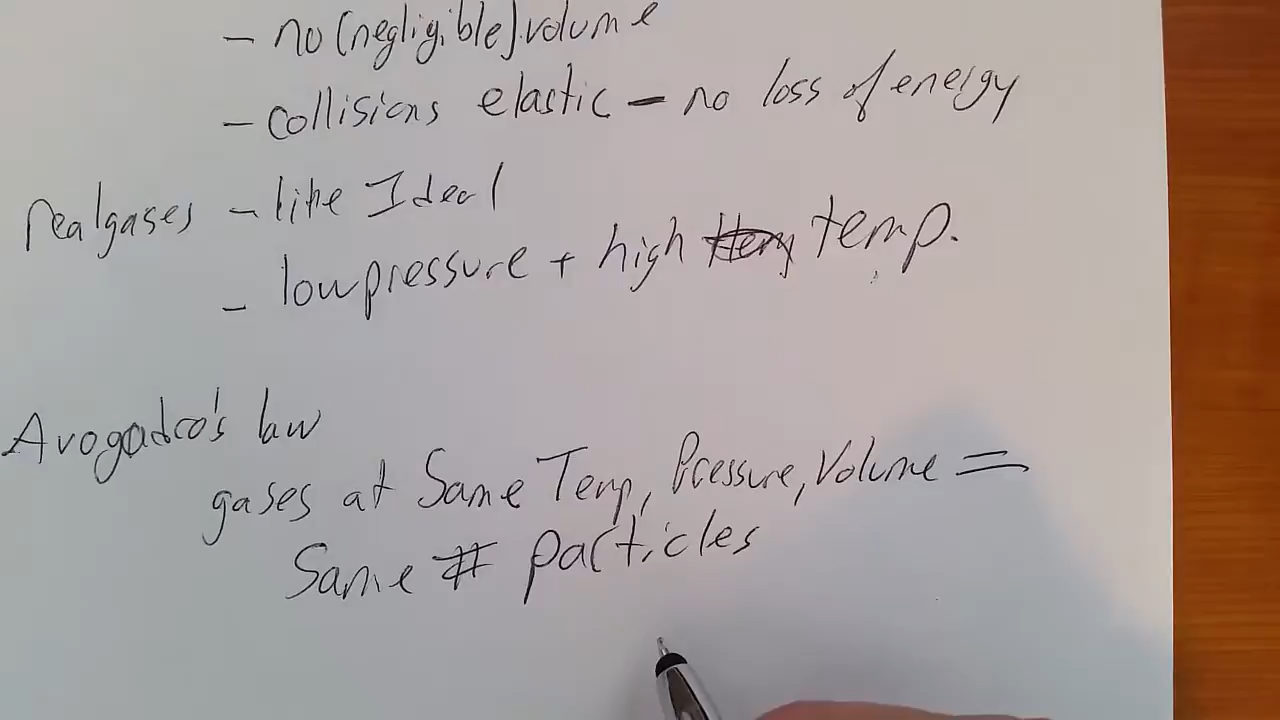 - no (negligible) volume
- collisions elastic - no loss of energy
real gases - like Ideal
- low pressure + high temp.
Avogadro's law
gases at Same Temp, Pressure, Volume =
Same # particles